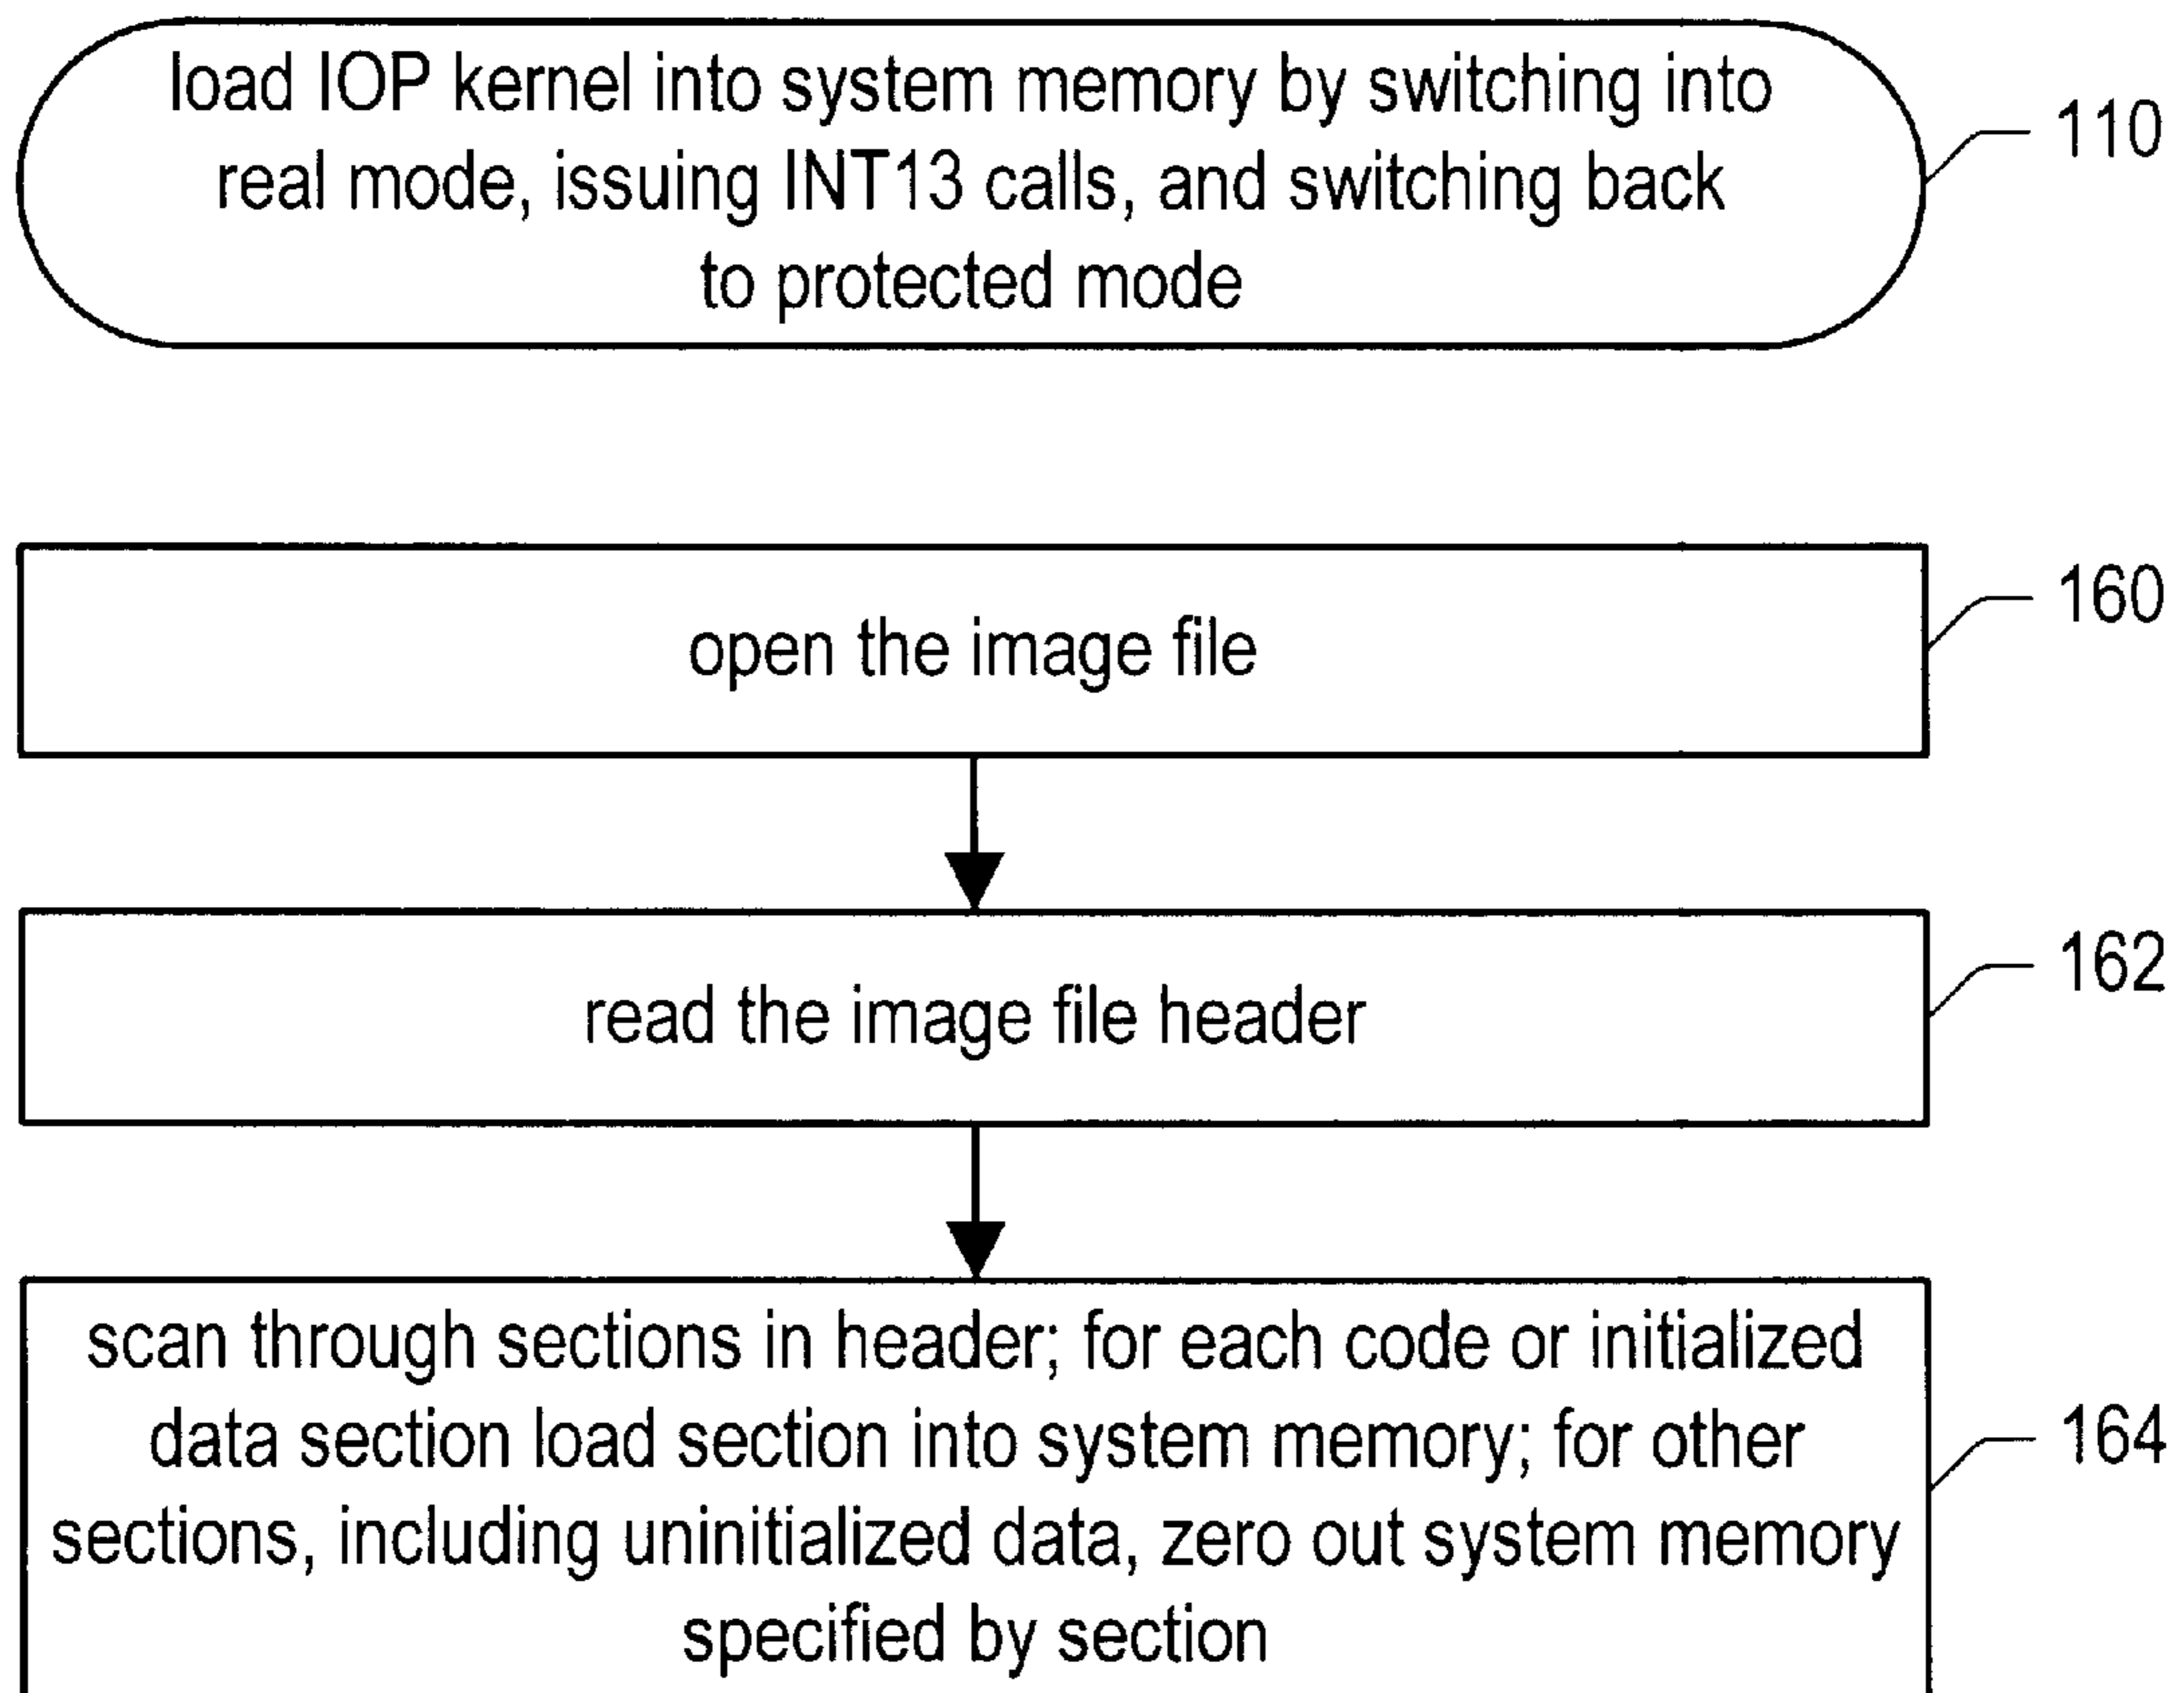 load IOP kernel into system memory by switching into
real mode, issuing INT13 calls, and switching back
to protected mode
110
open the image file
160
read the image file header
162
scan through sections in header; for each code or initialized
data section load section into system memory; for other
sections, including uninitialized data, zero out system memory
specified by section
164